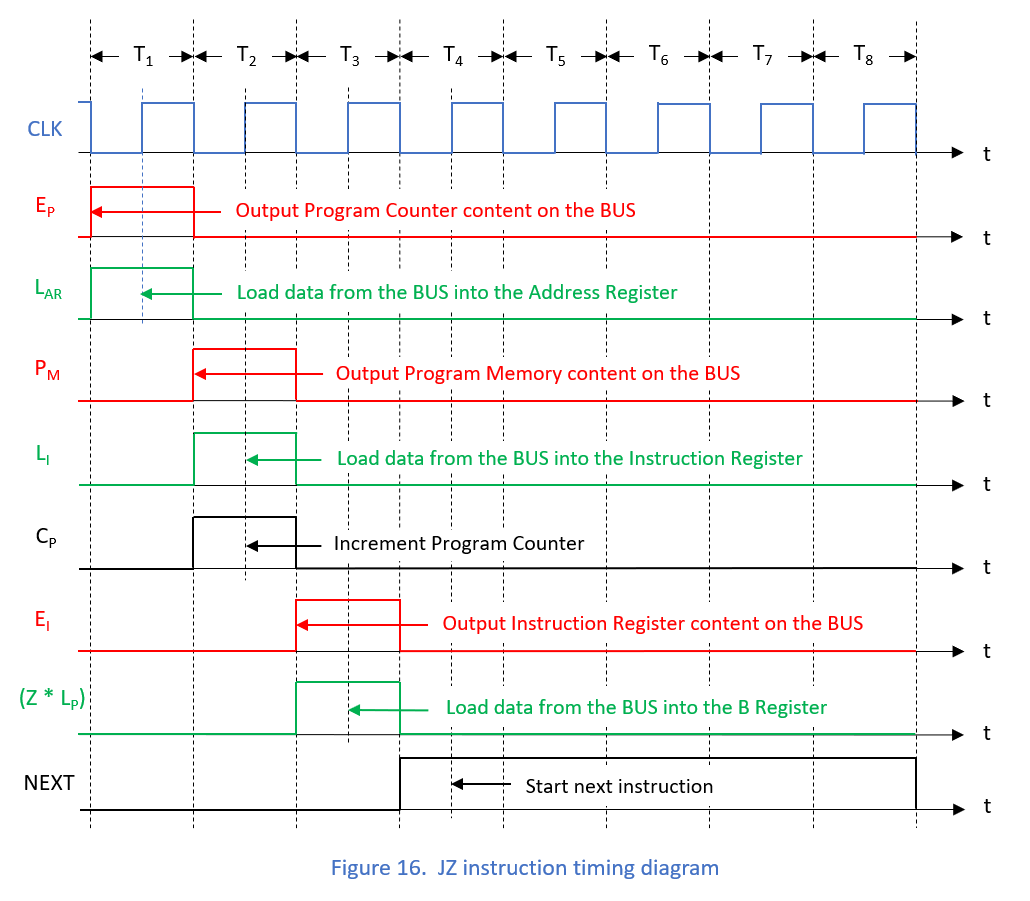 T1 T2 T3 T4 T5 T6 T7 T8
CLK t
EP Output Program Counter content on the BUS t
LAR Load data from the BUS into the Address Register t
PM Output Program Memory content on the BUS t
LI Load data from the BUS into the Instruction Register t
CP Increment Program Counter t
EI Output Instruction Register content on the BUS t
(Z * LP) Load data from the BUS into the B Register t
NEXT Start next instruction t
Figure 16. JZ instruction timing diagram